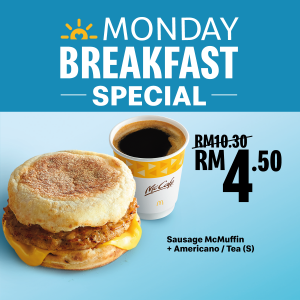 MONDAY
BREAKFAST
SPECIAL
RM10.30
RM 4.50
McCafé
Sausage McMuffin
+ Americano / Tea (S)